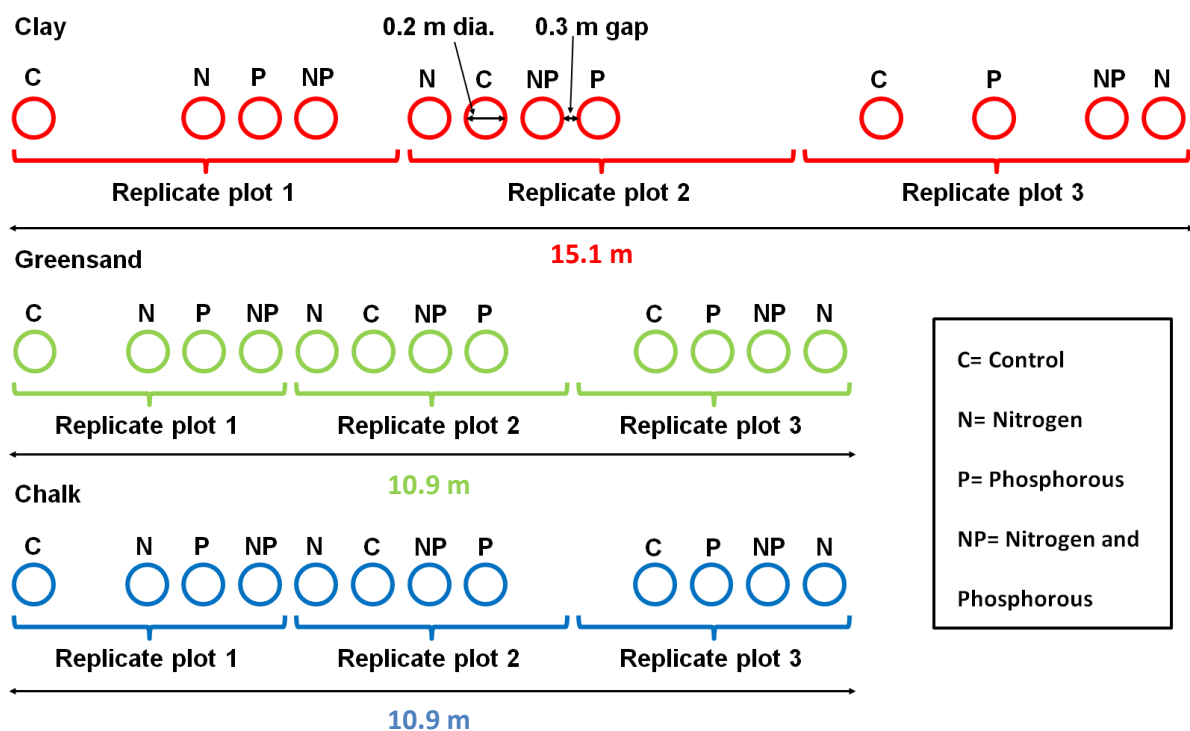 Clay
0.2 m dia.
0.3 m gap
C N P NP N C NP P C P NP N
Replicate plot 1 Replicate plot 2 Replicate plot 3
15.1 m
Greensand
C N P NP N C NP P C P NP N
Replicate plot 1 Replicate plot 2 Replicate plot 3
10.9 m
Chalk
C N P NP N C NP P C P NP N
Replicate plot 1 Replicate plot 2 Replicate plot 3
10.9 m
C= Control
N= Nitrogen
P= Phosphorous
NP= Nitrogen and
Phosphorous